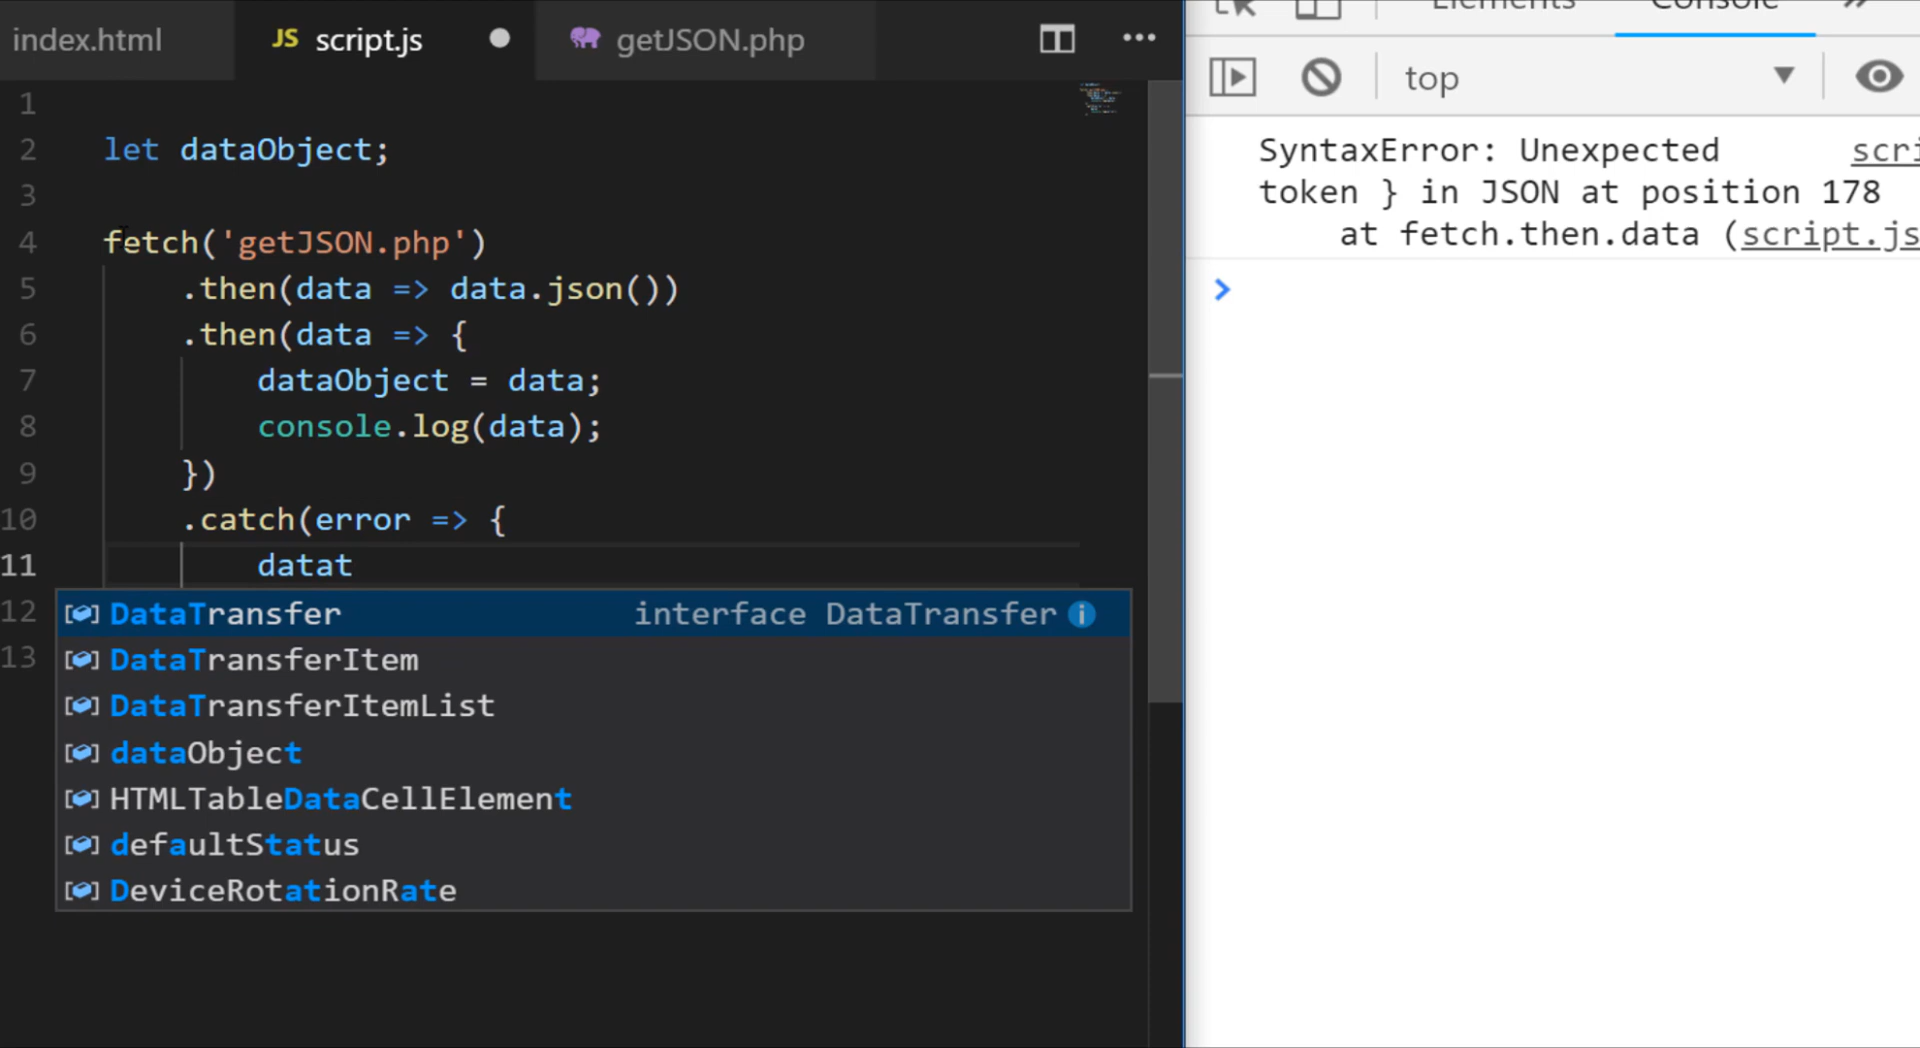 index.html
JS script.js
getJSON.php
1
2 let dataObject;
3
4 fetch('getJSON.php')
5 .then(data => data.json())
6 .then(data => {
7 dataObject = data;
8 console.log(data);
9 })
10 .catch(error => {
11 datat
12
13
DataTransfer interface DataTransfer
DataTransferItem
DataTransferItemList
dataObject
HTMLTableDataCellElement
defaultStatus
DeviceRotationRate
Elements Console
top
SyntaxError: Unexpected scri
token } in JSON at position 178
at fetch.then.data (script.js